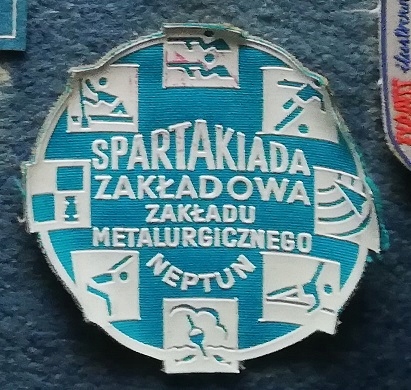 SPARTAKIADA
ZAKŁADOWA
ZAKŁADU
METALURGICZNEGO
NEPTUN